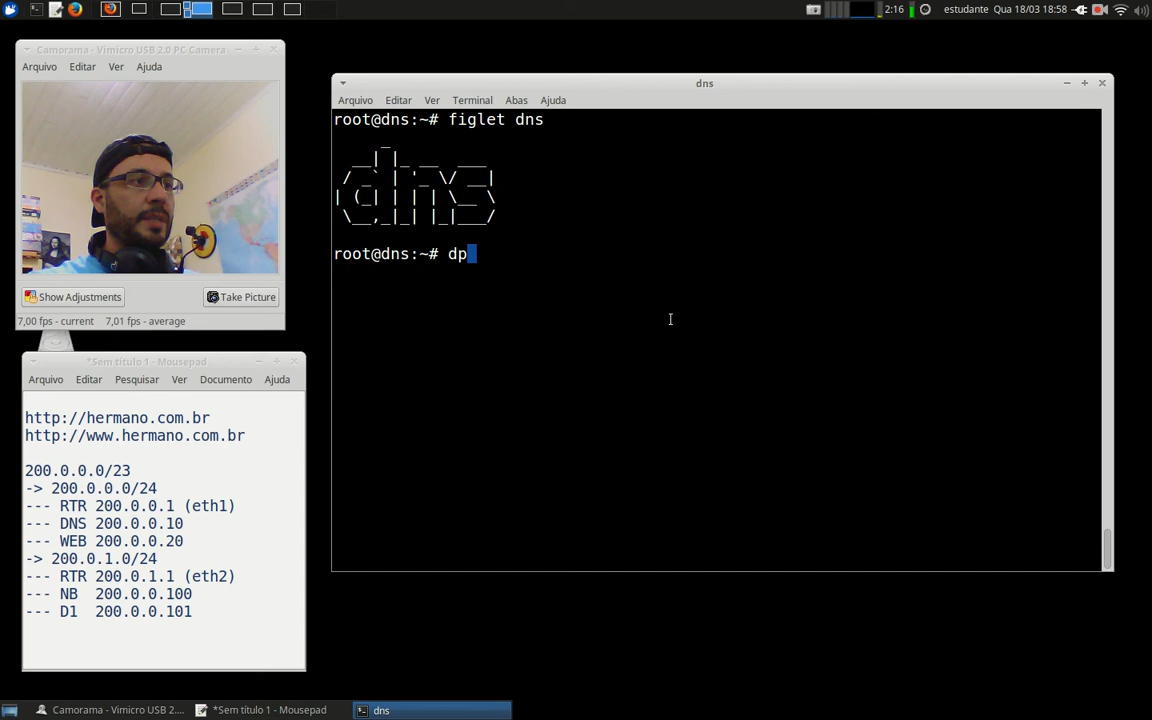 2:16
estudante Qua 18/03 18:58
Camorama - Vimicro USB 2.0 PC Camera
Arquivo Editar Ver Ajuda
Show Adjustments
Take Picture
7,00 fps - current 7,01 fps - average
*Sem título 1 - Mousepad
Arquivo Editar Pesquisar Ver Documento Ajuda
http://hermano.com.br
http://www.hermano.com.br
200.0.0.0/23
-> 200.0.0.0/24
--- RTR 200.0.0.1 (eth1)
--- DNS 200.0.0.10
--- WEB 200.0.0.20
-> 200.0.1.0/24
--- RTR 200.0.1.1 (eth2)
--- NB 200.0.0.100
--- D1 200.0.0.101
dns
Arquivo Editar Ver Terminal Abas Ajuda
root@dns:~# figlet dns
dns
root@dns:~# dp
Camorama - Vimicro USB 2....
*Sem título 1 - Mousepad
dns